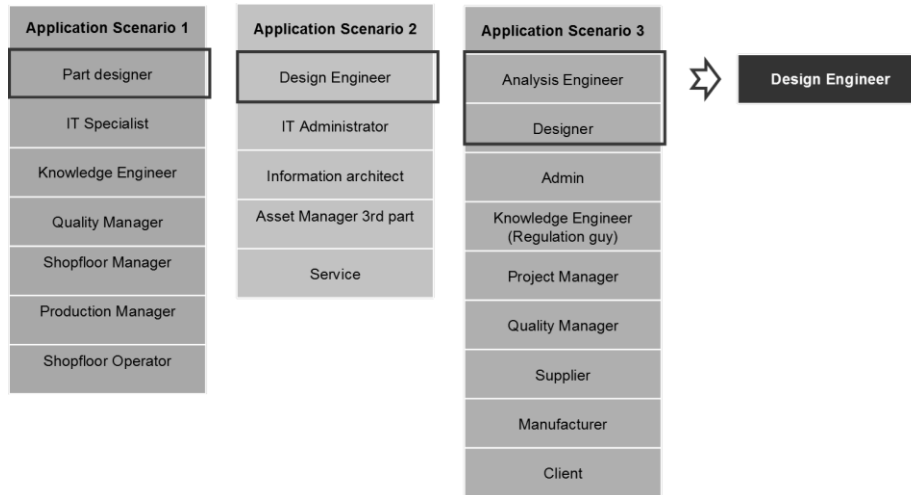 Application Scenario 1
Part designer
IT Specialist
Knowledge Engineer
Quality Manager
Shopfloor Manager
Production Manager
Shopfloor Operator
Application Scenario 2
Design Engineer
IT Administrator
Information architect
Asset Manager 3rd part
Service
Application Scenario 3
Analysis Engineer
Designer
Admin
Knowledge Engineer
(Regulation guy)
Project Manager
Quality Manager
Supplier
Manufacturer
Client
Design Engineer